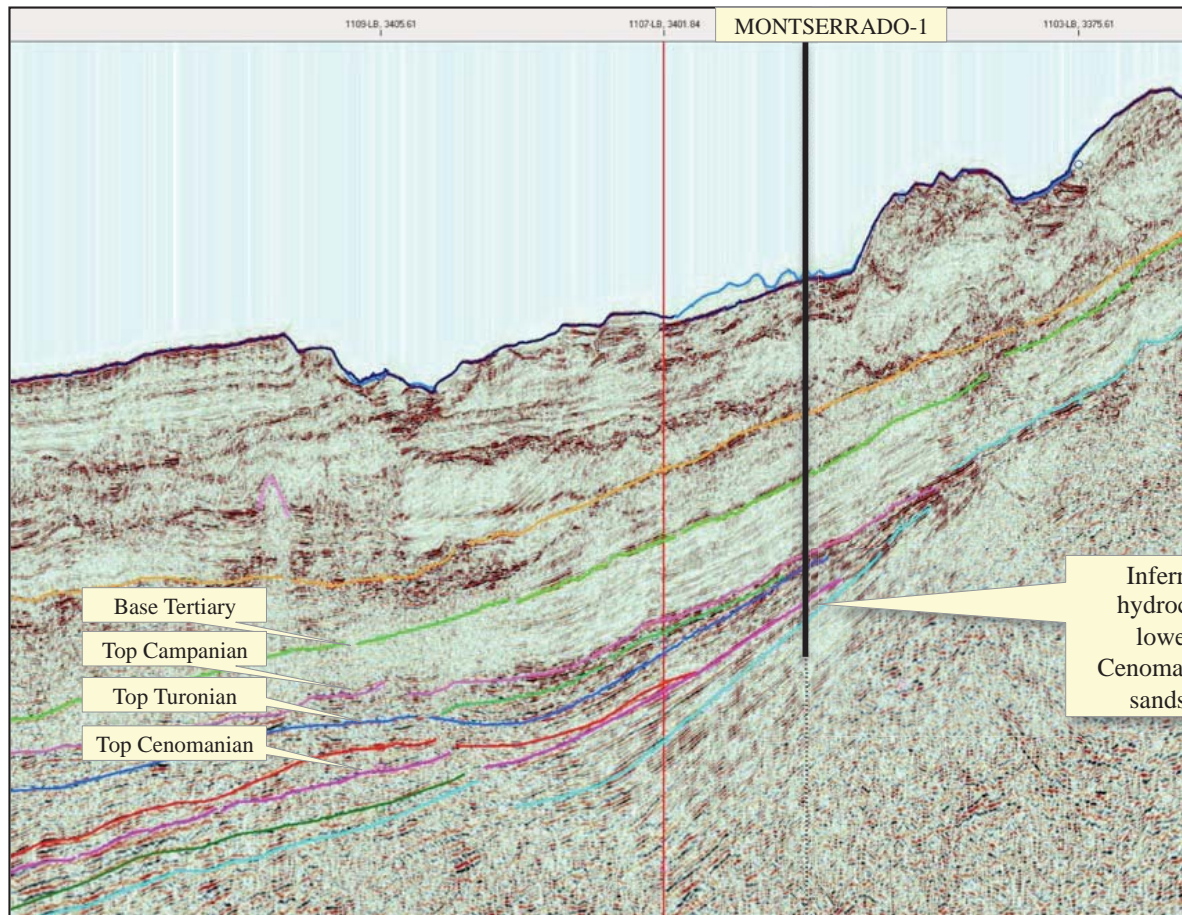 1109-LB, 3405.61
1107-LB, 3401.84
1103-LB, 3375.61
MONTSERRADO-1
Base Tertiary
Top Campanian
Top Turonian
Top Cenomanian
Inferr
hydroc
lowe
Cenoma
sands